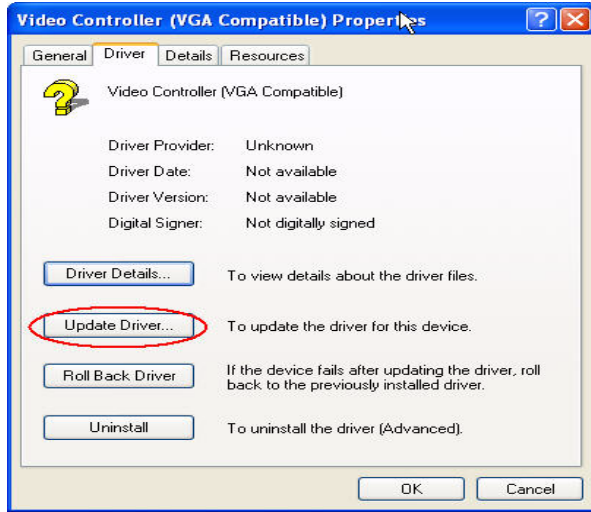 Video Controller (VGA Compatible) Properties
General Driver Details Resources
Video Controller (VGA Compatible)
Driver Provider: Unknown
Driver Date: Not available
Driver Version: Not available
Digital Signer: Not digitally signed
Driver Details... To view details about the driver files.
Update Driver... To update the driver for this device.
Roll Back Driver If the device fails after updating the driver, roll
back to the previously installed driver.
Uninstall To uninstall the driver (Advanced).
OK Cancel